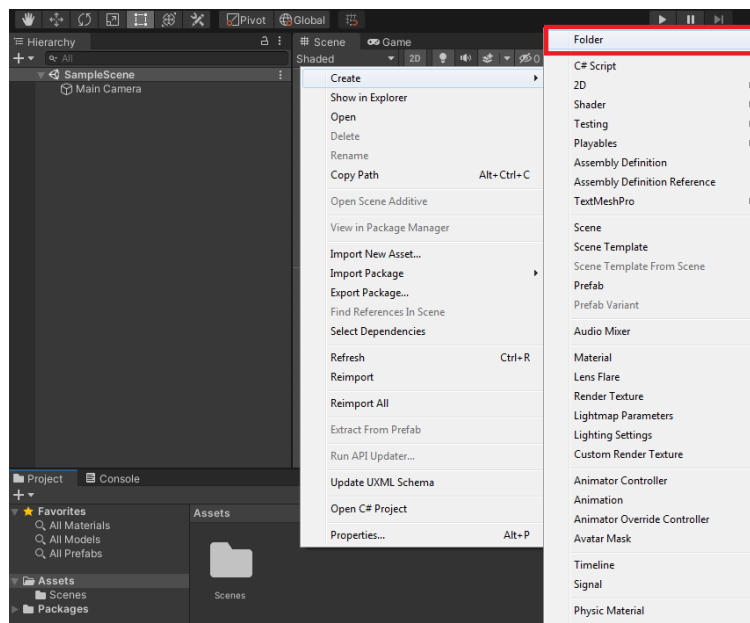 Pivot Global
Hierarchy
# Scene Game
All
Shaded 2D 0
SampleScene
Main Camera
Create
Show in Explorer
Open
Delete
Rename
Copy Path Alt+Ctrl+C
Open Scene Additive
View in Package Manager
Import New Asset...
Import Package
Export Package...
Find References In Scene
Select Dependencies
Refresh Ctrl+R
Reimport
Reimport All
Extract From Prefab
Run API Updater...
Update UXML Schema
Open C# Project
Properties... Alt+P
Folder
C# Script
2D
Shader
Testing
Playables
Assembly Definition
Assembly Definition Reference
TextMeshPro
Scene
Scene Template
Scene Template From Scene
Prefab
Prefab Variant
Audio Mixer
Material
Lens Flare
Render Texture
Lightmap Parameters
Lighting Settings
Custom Render Texture
Animator Controller
Animation
Animator Override Controller
Avatar Mask
Timeline
Signal
Physic Material
Project Console
Favorites
All Materials
All Models
All Prefabs
Assets
Scenes
Packages
Assets
Scenes